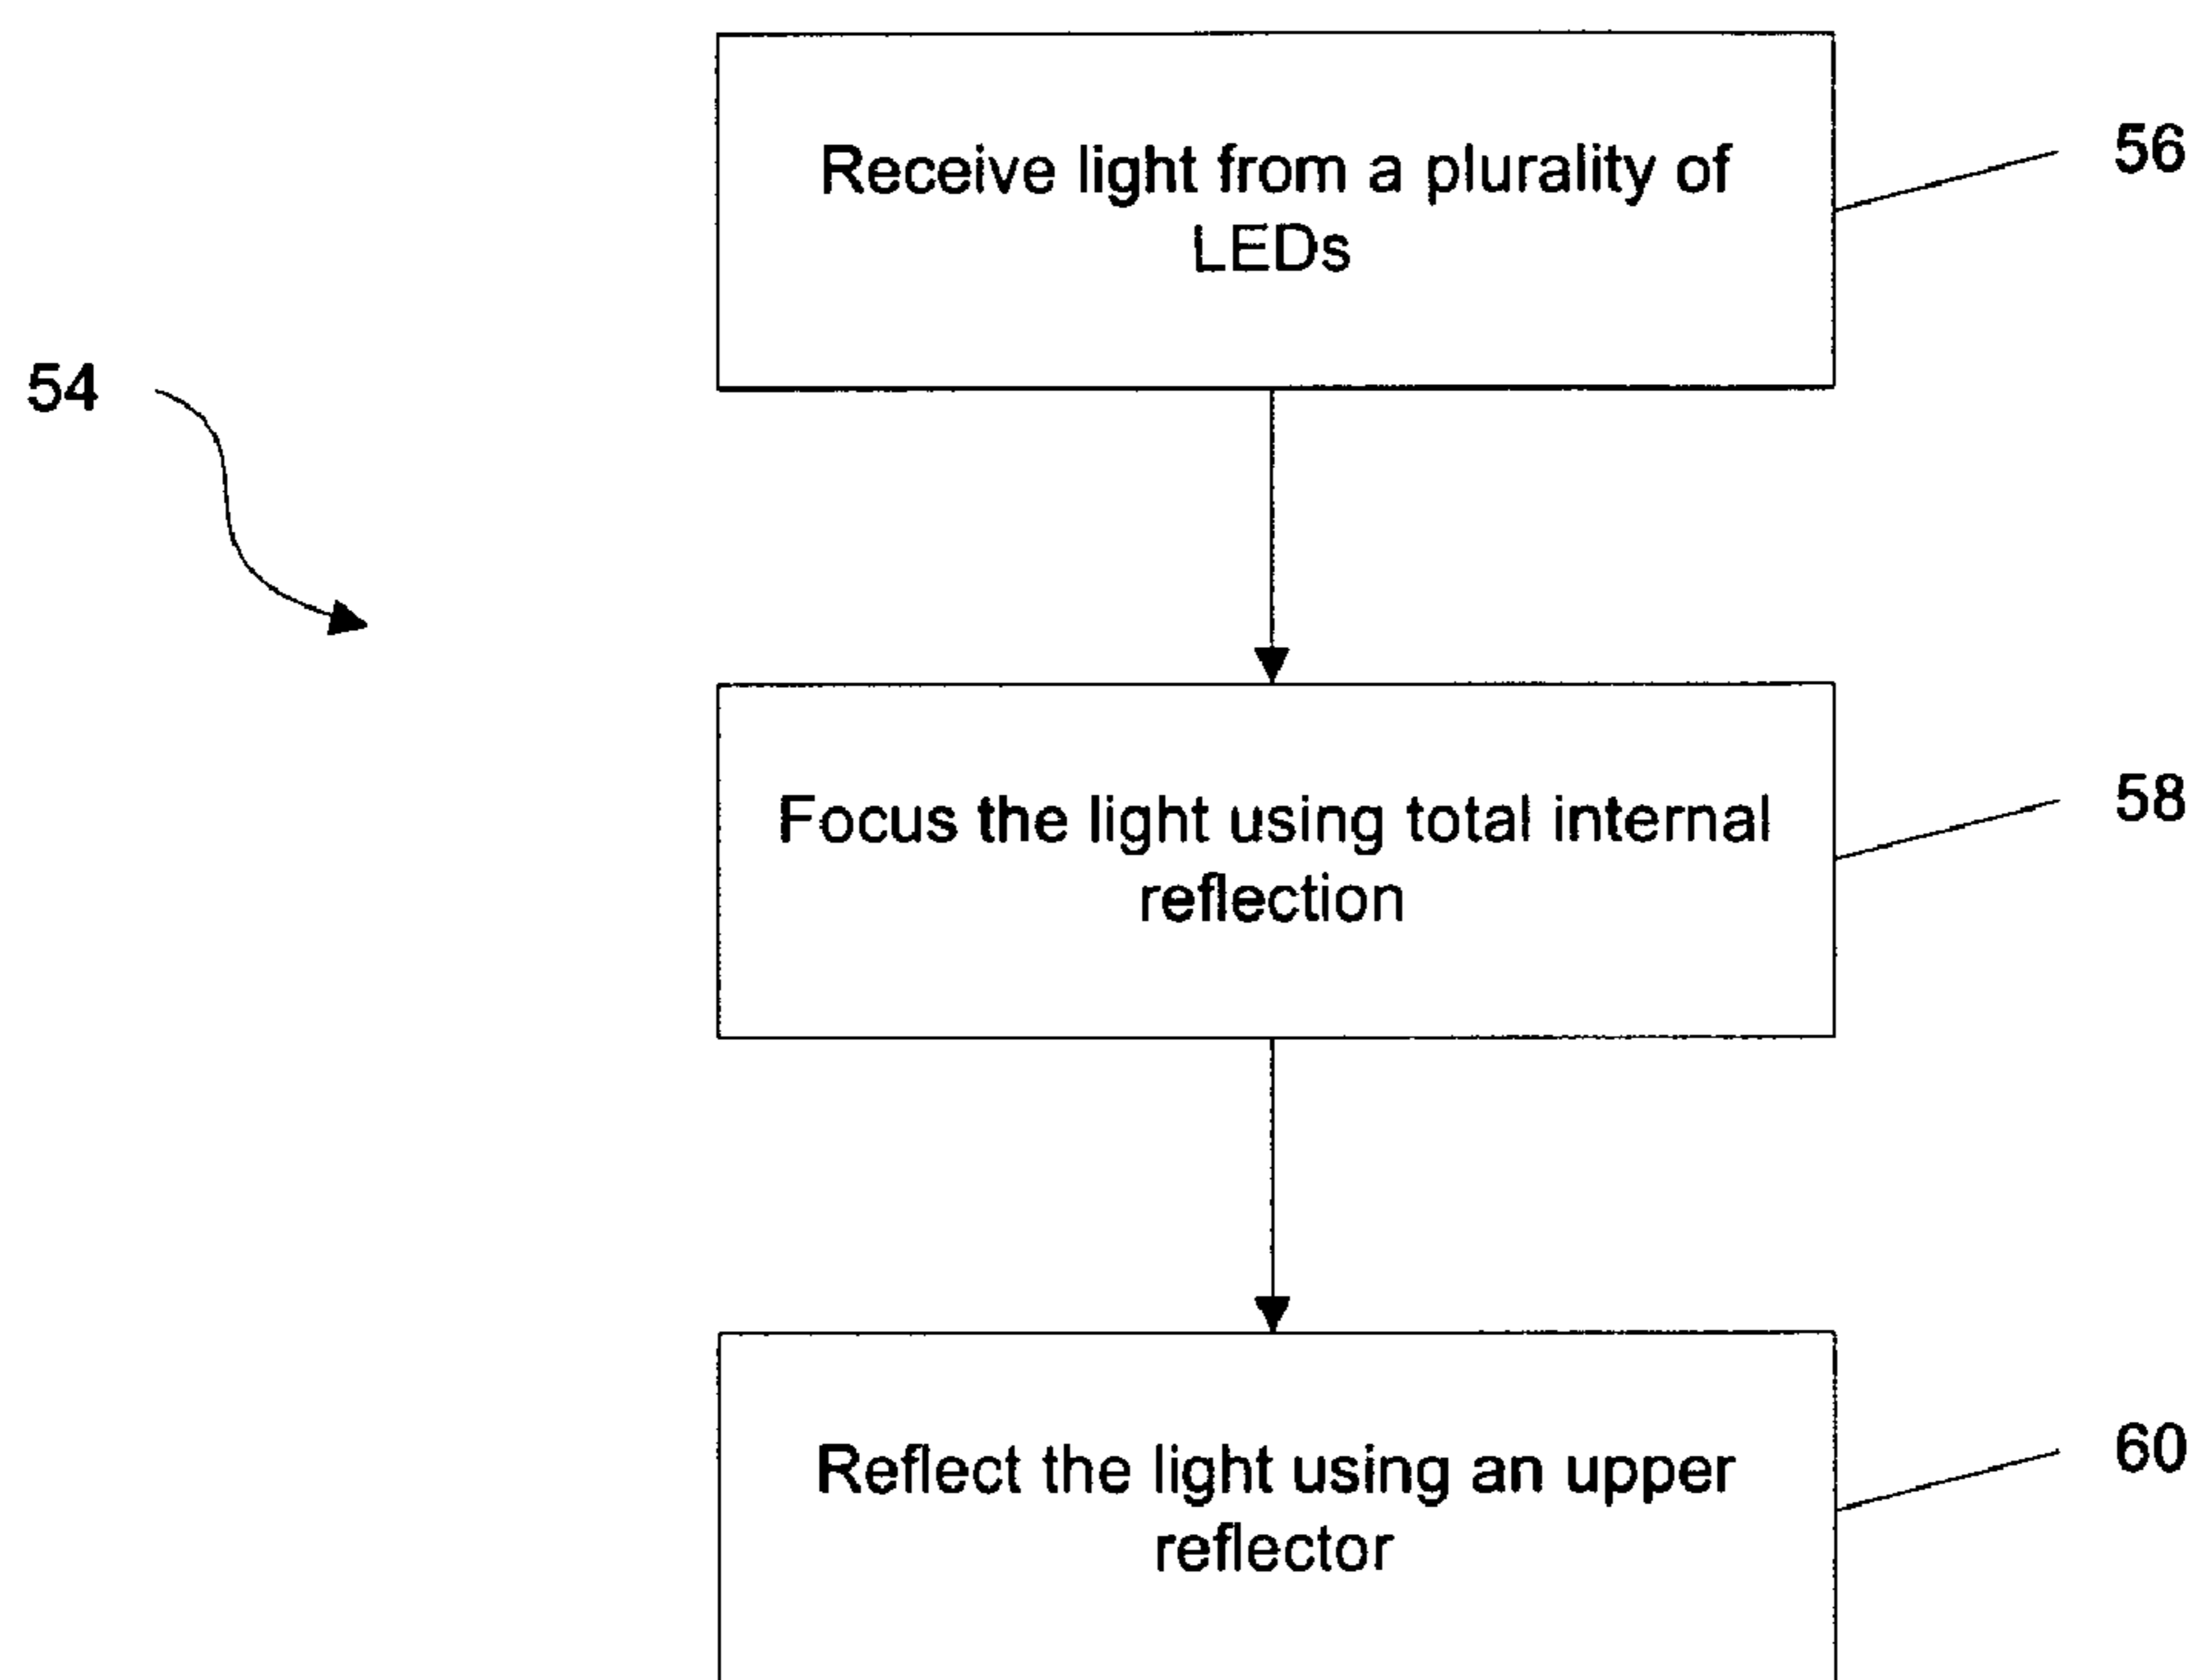 Receive light from a plurality of
LEDs
56
54
Focus the light using total internal
reflection
58
Reflect the light using an upper
reflector
60